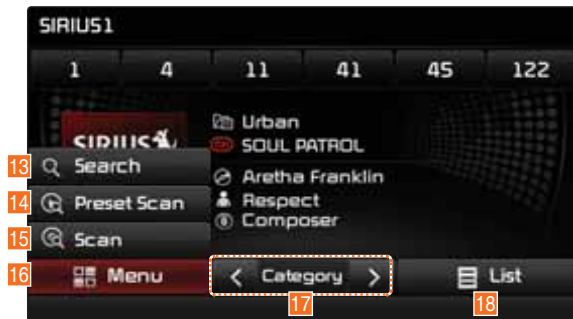 SIRIUS1
1 4 11 41 45 122
SIRIUS
Urban
SOUL PATROL
Aretha Franklin
Respect
Composer
13 Search
14 Preset Scan
15 Scan
16 Menu < Category > List
17 18